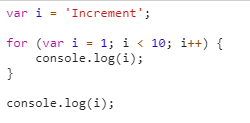 var i = 'Increment';
for (var i = 1; i < 10; i++) {
    console.log(i);
}
console.log(i);